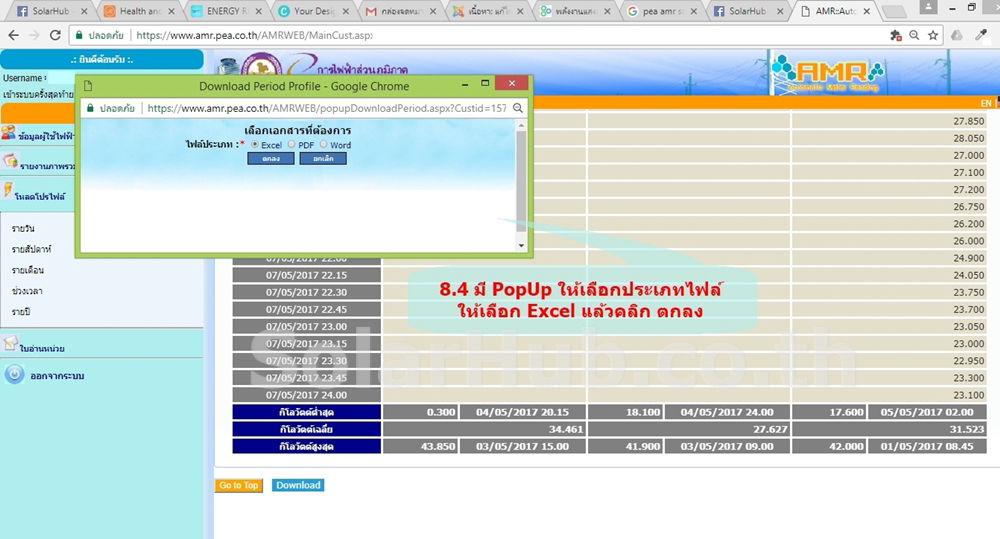 SolarHub
Health and
ENERGY R
Your Desig
กล่องจดหม
เนื้อหา: แก้ไ
พลังงานแสง
pea amr s
SolarHub -
AMR::Auto
ปลอดภัย | https://www.amr.pea.co.th/AMRWEB/MainCust.asp
.: ยินดีต้อนรับ :.
Username :
เข้าระบบครั้งสุดท้าย
ข้อมูลผู้ใช้ไฟฟ้า
รายงานภาพรวม
โหลดโปรไฟล์
รายวัน
รายสัปดาห์
รายเดือน
ช่วงเวลา
รายปี
ใบอ่านหน่วย
ออกจากระบบ
การไฟฟ้าส่วนภูมิภาค
AMR
Automatic Meter Reading
EN |
Download Period Profile - Google Chrome
ปลอดภัย | https://www.amr.pea.co.th/AMRWEB/popupDownloadPeriod.aspx?Custid=157
เลือกเอกสารที่ต้องการ
ไฟล์ประเภท :* Excel PDF Word
ตกลง ยกเลิก
27.850
28.050
27.000
27.100
27.200
26.750
26.200
26.000
07/05/2017 22.00 24.900
07/05/2017 22.15 24.050
07/05/2017 22.30 23.750
07/05/2017 22.45 23.700
07/05/2017 23.00 23.050
07/05/2017 23.15 23.000
07/05/2017 23.30 22.950
07/05/2017 23.45 23.300
07/05/2017 24.00 23.100
8.4 มี PopUp ให้เลือกประเภทไฟล์
ให้เลือก Excel แล้วคลิก ตกลง
SolarHub.co.th
กิโลวัตต์ต่ำสุด 0.300 04/05/2017 20.15 18.100 04/05/2017 24.00 17.600 05/05/2017 02.00
กิโลวัตต์เฉลี่ย 34.461 27.627 31.523
กิโลวัตต์สูงสุด 43.850 03/05/2017 15.00 41.900 03/05/2017 09.00 42.000 01/05/2017 08.45
Go to Top Download